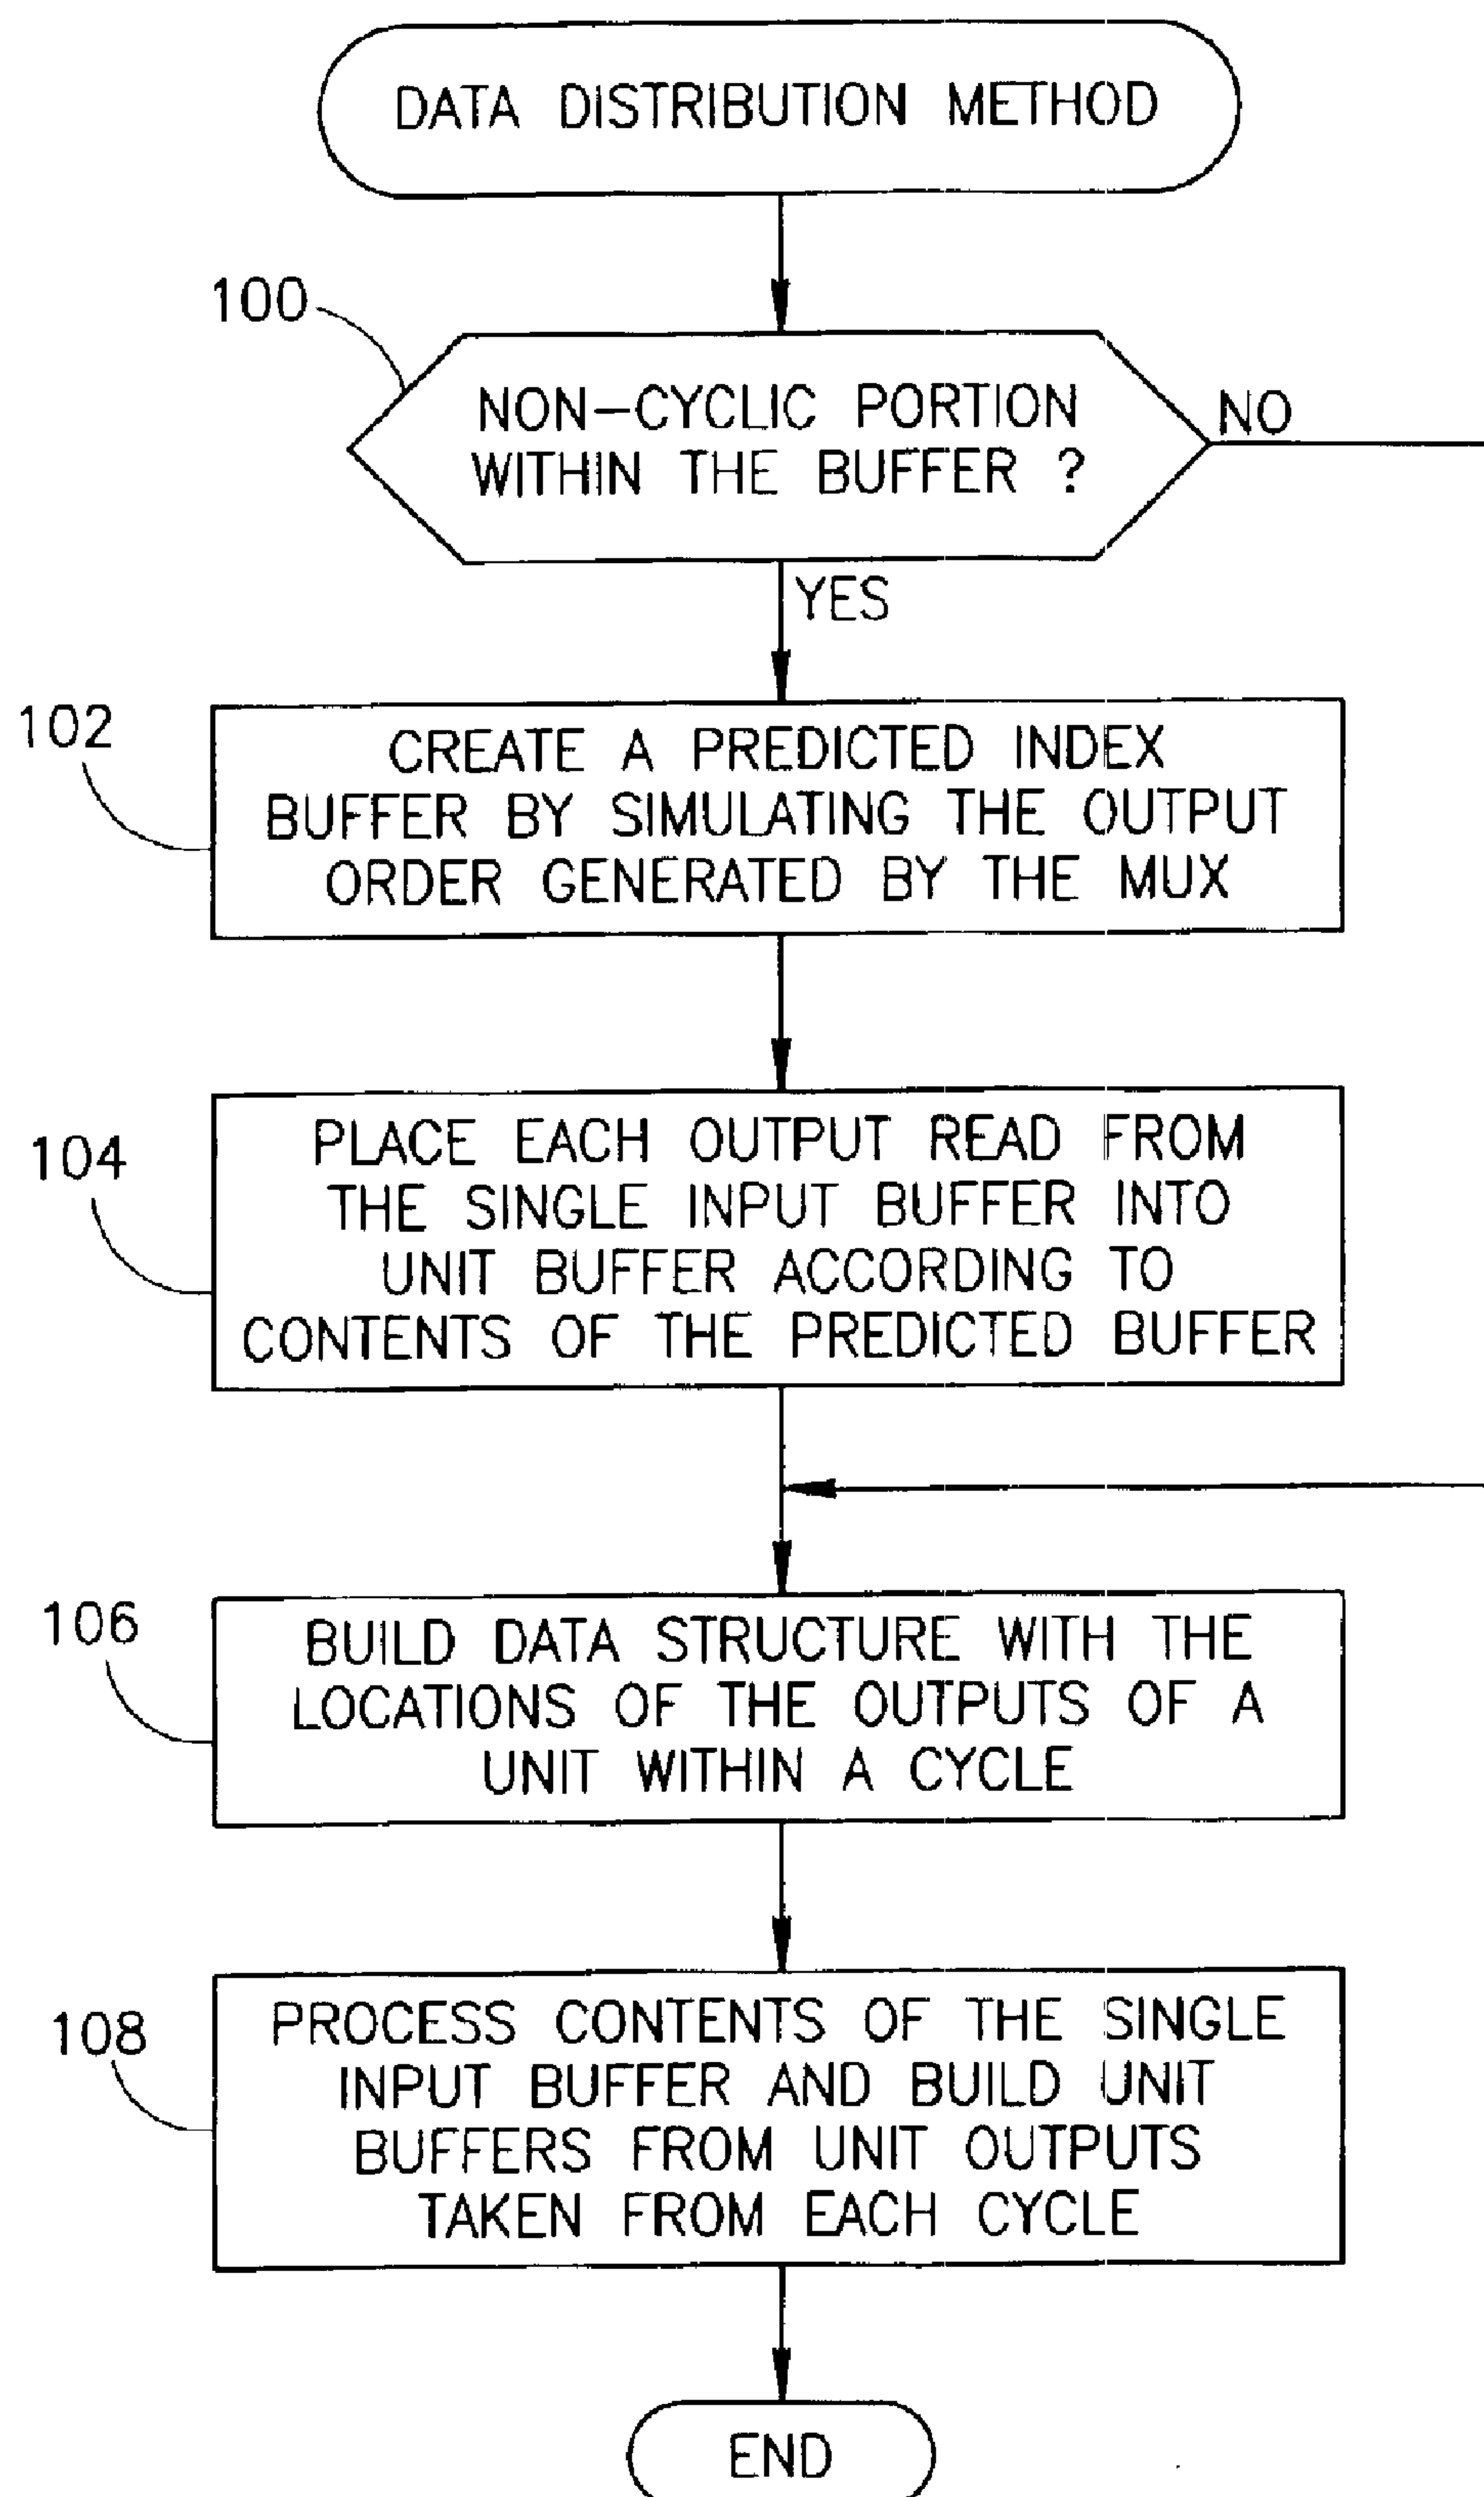 DATA DISTRIBUTION METHOD
100
NON-CYCLIC PORTION
WITHIN THE BUFFER ?
NO
YES
102
CREATE A PREDICTED INDEX
BUFFER BY SIMULATING THE OUTPUT
ORDER GENERATED BY THE MUX
104
PLACE EACH OUTPUT READ FROM
THE SINGLE INPUT BUFFER INTO
UNIT BUFFER ACCORDING TO
CONTENTS OF THE PREDICTED BUFFER
106
BUILD DATA STRUCTURE WITH THE
LOCATIONS OF THE OUTPUTS OF A
UNIT WITHIN A CYCLE
108
PROCESS CONTENTS OF THE SINGLE
INPUT BUFFER AND BUILD UNIT
BUFFERS FROM UNIT OUTPUTS
TAKEN FROM EACH CYCLE
END